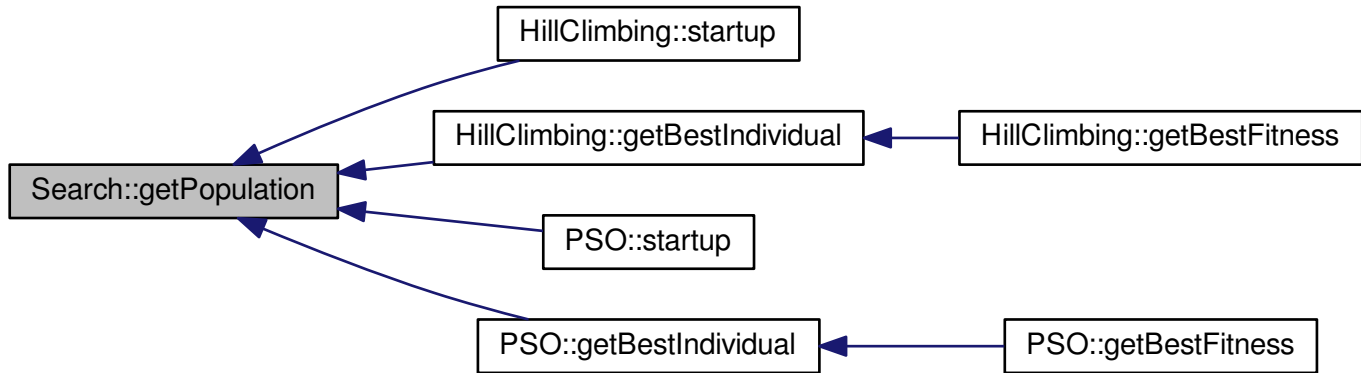 HillClimbing::startup
HillClimbing::getBestIndividual
HillClimbing::getBestFitness
Search::getPopulation
PSO::startup
PSO::getBestIndividual
PSO::getBestFitness